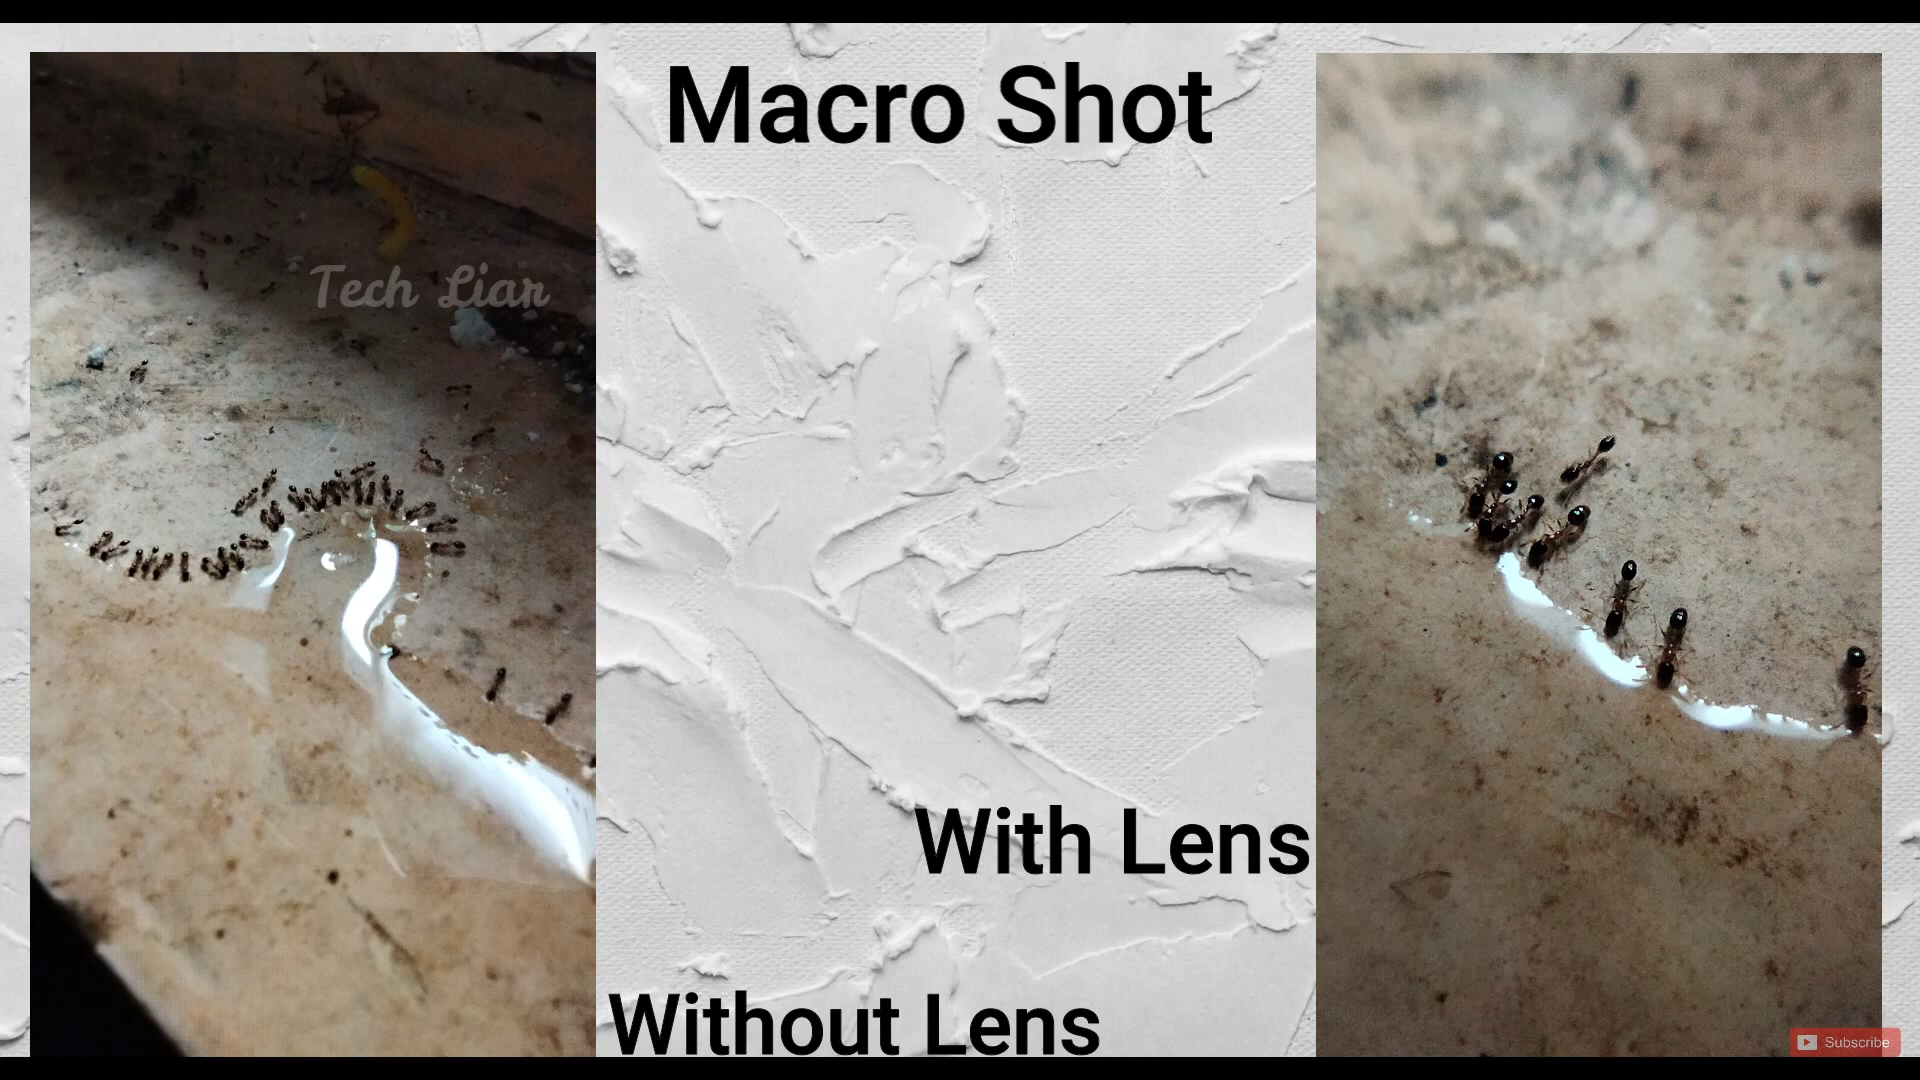 Macro Shot
Tech Liar
With Lens
Without Lens
Subscribe